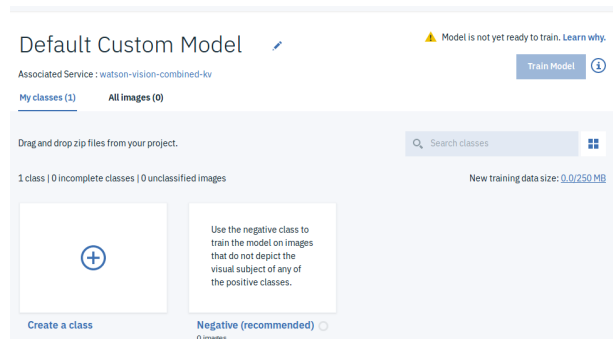 Default Custom Model
Model is not yet ready to train. Learn why.
Associated Service : watson-vision-combined-kv
Train Model
My classes (1)
All images (0)
Drag and drop zip files from your project.
Search classes
1 class | 0 incomplete classes | 0 unclassified images
New training data size: 0.0/250 MB
Use the negative class to
train the model on images
that do not depict the
visual subject of any of
the positive classes.
Create a class
Negative (recommended)
0 images